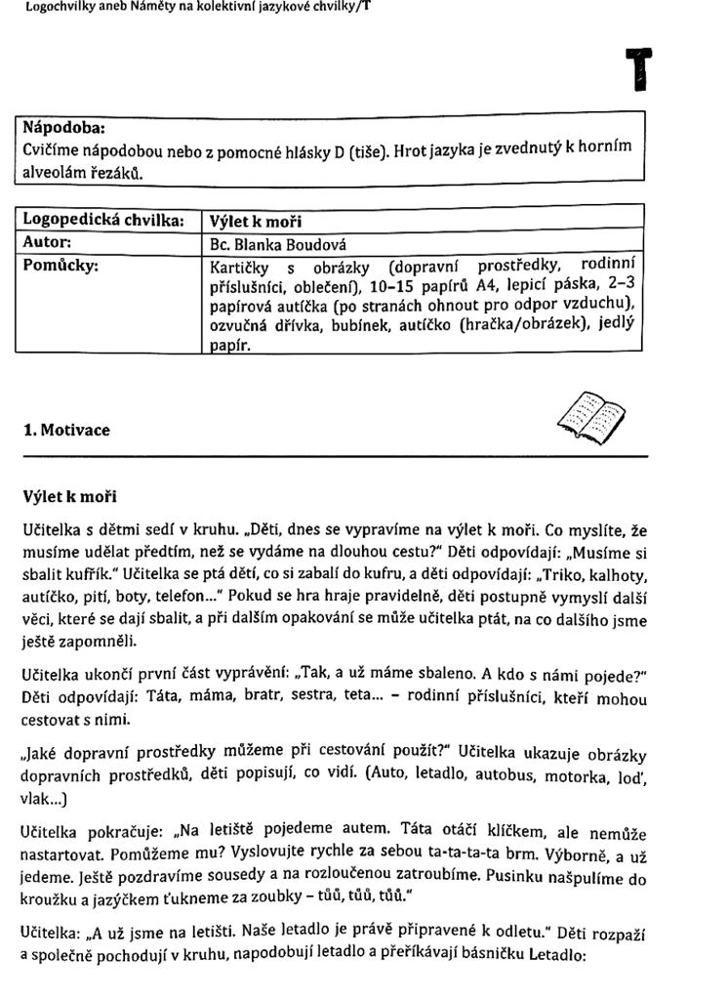 Logochvilky aneb Náměty na kolektivní jazykové chvilky/T
T
Nápodoba:
Cvičíme nápodobou nebo z pomocné hlásky D (tiše). Hrot jazyka je zvednutý k horním
alveolám řezáků.
Logopedická chvilka: Výlet k moři
Autor: Bc. Blanka Boudová
Pomůcky: Kartičky s obrázky (dopravní prostředky, rodinní
příslušníci, oblečení), 10–15 papírů A4, lepicí páska, 2–3
papírová autíčka (po stranách ohnout pro odpor vzduchu),
ozvučná dřívka, bubínek, autíčko (hračka/obrázek), jedlý
papír.
1. Motivace
Výlet k moři
Učitelka s dětmi sedí v kruhu. „Děti, dnes se vypravíme na výlet k moři. Co myslíte, že
musíme udělat předtím, než se vydáme na dlouhou cestu?“ Děti odpovídají: „Musíme si
sbalit kufřík.“ Učitelka se ptá dětí, co si zabalí do kufru, a děti odpovídají: „Triko, kalhoty,
autíčko, pití, boty, telefon...“ Pokud se hra hraje pravidelně, děti postupně vymyslí další
věci, které se dají sbalit, a při dalším opakování se může učitelka ptát, na co dalšího jsme
ještě zapomněli.
Učitelka ukončí první část vyprávění: „Tak, a už máme sbaleno. A kdo s námi pojede?“
Děti odpovídají: Táta, máma, bratr, sestra, teta... – rodinní příslušníci, kteří mohou
cestovat s nimi.
„Jaké dopravní prostředky můžeme při cestování použít?“ Učitelka ukazuje obrázky
dopravních prostředků, děti popisují, co vidí. (Auto, letadlo, autobus, motorka, loď,
vlak...)
Učitelka pokračuje: „Na letiště pojedeme autem. Táta otáčí klíčkem, ale nemůže
nastartovat. Pomůžeme mu? Vyslovujte rychle za sebou ta-ta-ta-ta brm. Výborně, a už
jedeme. Ještě pozdravíme sousedy a na rozloučenou zatroubíme. Pusinku našpulíme do
kroužku a jazýčkem ťukneme za zoubky – tůů, tůů, tůů.“
Učitelka: „A už jsme na letišti. Naše letadlo je právě připravené k odletu.“ Děti rozpaží
a společně pochodují v kruhu, napodobují letadlo a přeříkávají básničku Letadlo: